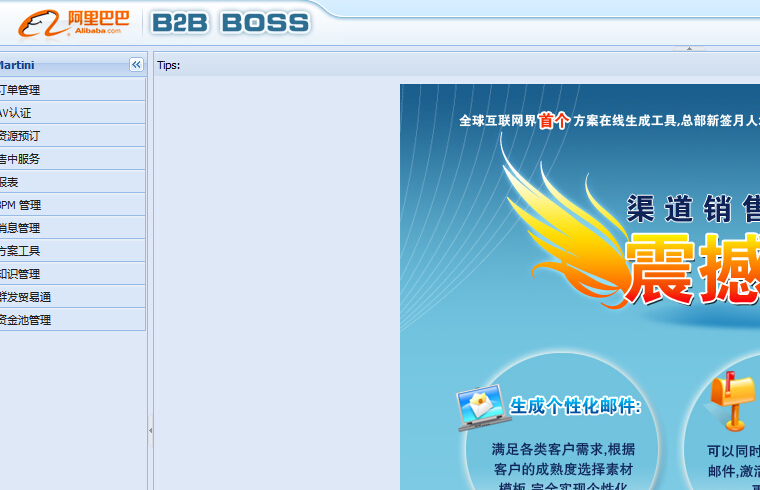 阿里巴巴
Alibaba.com
B2B BOSS
Martini
Tips:
订单管理
AV认证
资源预订
售中服务
报表
BPM 管理
消息管理
方案工具
知识管理
群发贸易通
资金池管理
全球互联网界首个方案在线生成工具,总部新签月人
渠道销售
震撼
生成个性化邮件:
满足各类客户需求,根据
客户的成熟度选择素材
模板,完全实现个性化
可以同时
邮件,激活